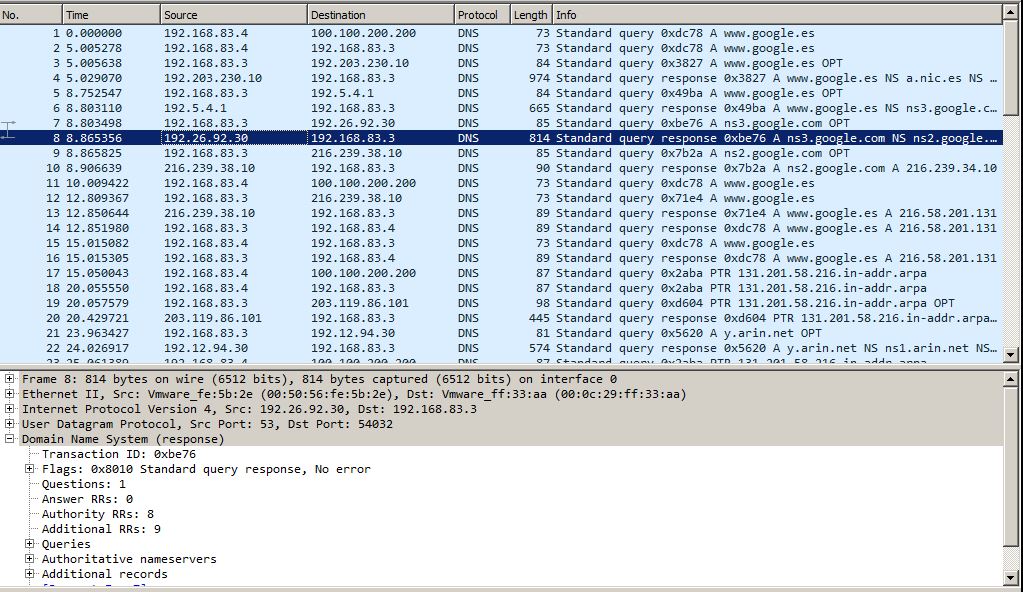 No. Time Source Destination Protocol Length Info
1 0.000000 192.168.83.4 100.100.200.200 DNS 73 Standard query 0xdc78 A www.google.es
2 5.005278 192.168.83.4 192.168.83.3 DNS 73 Standard query 0xdc78 A www.google.es
3 5.005638 192.168.83.3 192.203.230.10 DNS 84 Standard query 0x3827 A www.google.es OPT
4 5.029070 192.203.230.10 192.168.83.3 DNS 974 Standard query response 0x3827 A www.google.es NS a.nic.es NS …
5 8.752547 192.168.83.3 192.5.4.1 DNS 84 Standard query 0x49ba A www.google.es OPT
6 8.803110 192.5.4.1 192.168.83.3 DNS 665 Standard query response 0x49ba A www.google.es NS ns3.google.c…
7 8.803498 192.168.83.3 192.26.92.30 DNS 85 Standard query 0xbe76 A ns3.google.com OPT
8 8.865356 192.26.92.30 192.168.83.3 DNS 814 Standard query response 0xbe76 A ns3.google.com NS ns2.google.…
9 8.865825 192.168.83.3 216.239.38.10 DNS 85 Standard query 0x7b2a A ns2.google.com OPT
10 8.906639 216.239.38.10 192.168.83.3 DNS 90 Standard query response 0x7b2a A ns2.google.com A 216.239.34.10
11 10.009422 192.168.83.4 100.100.200.200 DNS 73 Standard query 0xdc78 A www.google.es
12 12.809367 192.168.83.3 216.239.38.10 DNS 73 Standard query 0x71e4 A www.google.es
13 12.850644 216.239.38.10 192.168.83.3 DNS 89 Standard query response 0x71e4 A www.google.es A 216.58.201.131
14 12.851980 192.168.83.3 192.168.83.4 DNS 89 Standard query response 0xdc78 A www.google.es A 216.58.201.131
15 15.015082 192.168.83.4 192.168.83.3 DNS 73 Standard query 0xdc78 A www.google.es
16 15.015305 192.168.83.3 192.168.83.4 DNS 89 Standard query response 0xdc78 A www.google.es A 216.58.201.131
17 15.050043 192.168.83.4 100.100.200.200 DNS 87 Standard query 0x2aba PTR 131.201.58.216.in-addr.arpa
18 20.055550 192.168.83.4 192.168.83.3 DNS 87 Standard query 0x2aba PTR 131.201.58.216.in-addr.arpa
19 20.057579 192.168.83.3 203.119.86.101 DNS 98 Standard query 0xd604 PTR 131.201.58.216.in-addr.arpa OPT
20 20.429721 203.119.86.101 192.168.83.3 DNS 445 Standard query response 0xd604 PTR 131.201.58.216.in-addr.arpa…
21 23.963427 192.168.83.3 192.12.94.30 DNS 81 Standard query 0x5620 A y.arin.net OPT
22 24.026917 192.12.94.30 192.168.83.3 DNS 574 Standard query response 0x5620 A y.arin.net NS ns1.arin.net NS…
Frame 8: 814 bytes on wire (6512 bits), 814 bytes captured (6512 bits) on interface 0
Ethernet II, Src: Vmware_fe:5b:2e (00:50:56:fe:5b:2e), Dst: Vmware_ff:33:aa (00:0c:29:ff:33:aa)
Internet Protocol Version 4, Src: 192.26.92.30, Dst: 192.168.83.3
User Datagram Protocol, Src Port: 53, Dst Port: 54032
Domain Name System (response)
Transaction ID: 0xbe76
Flags: 0x8010 Standard query response, No error
Questions: 1
Answer RRs: 0
Authority RRs: 8
Additional RRs: 9
Queries
Authoritative nameservers
Additional records